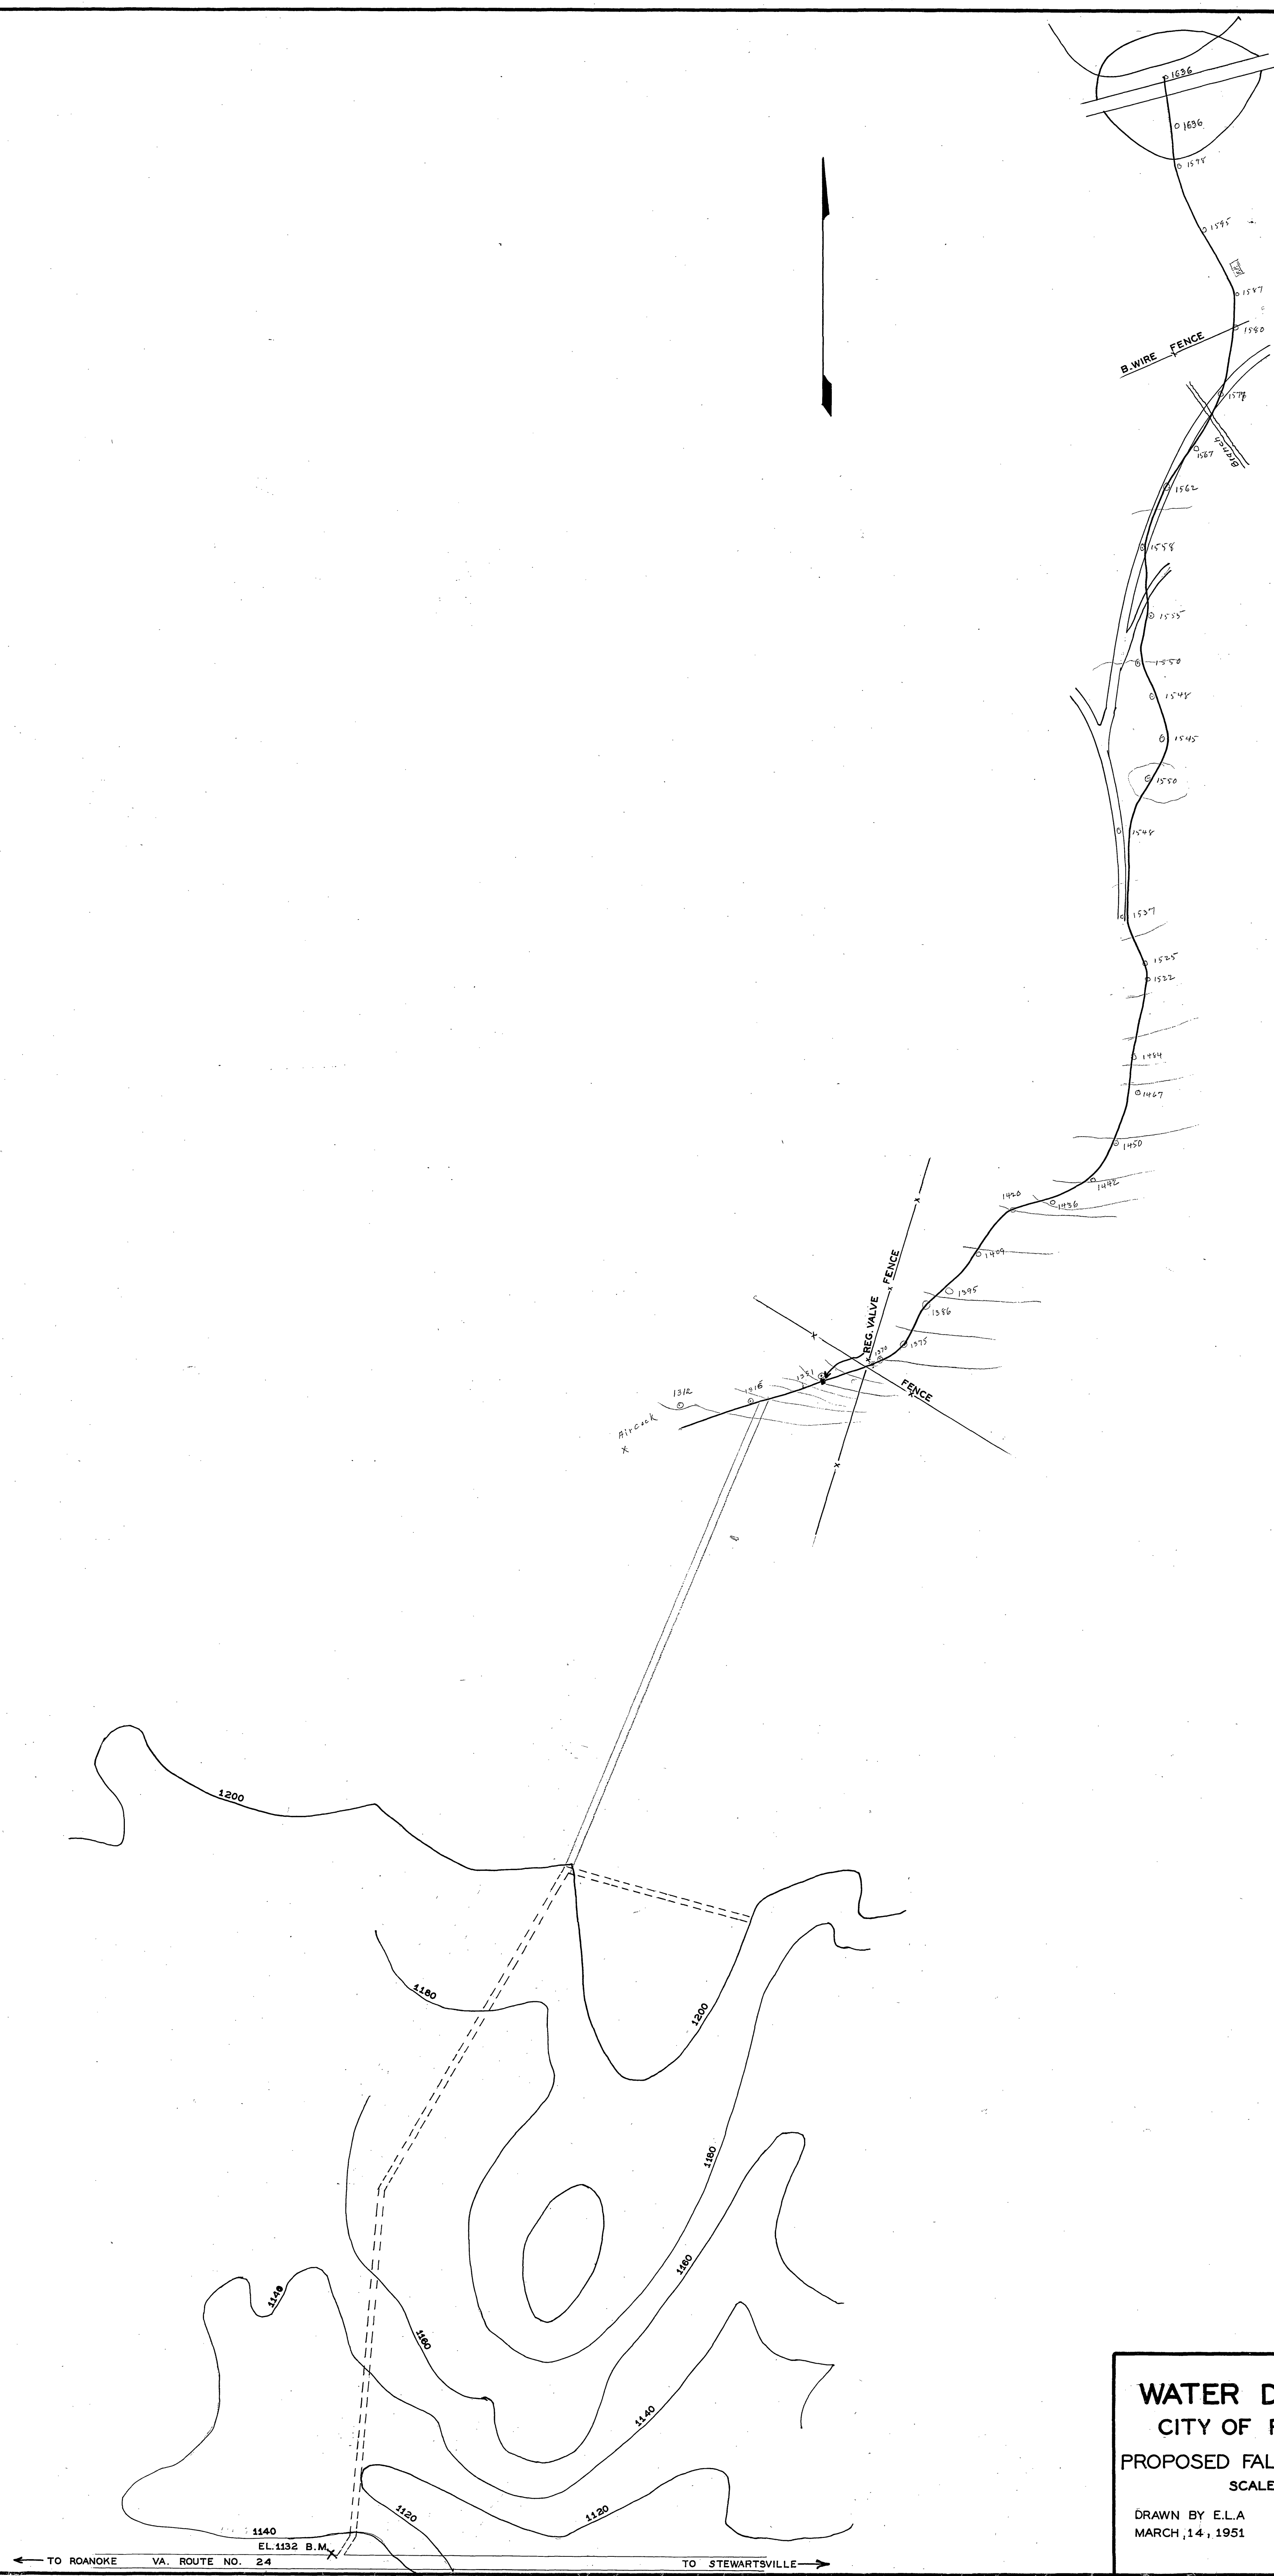 1636
1636
1595
1587
1580
B. WIRE FENCE
1578
Branch
1567
1562
1558
1555
1550
1548
1545
1550
1548
1537
1525
1522
1484
1467
1450
1442
1436
1420
1409
1395
1386
1375
1370
FENCE
REG. VALVE
FENCE
1351
1316
1312
Air Cock
1200
1180
1200
1180
1160
1140
1160
1140
1120
1120
1140
EL.1132 B.M.
TO ROANOKE VA. ROUTE NO. 24
TO STEWARTSVILLE
WATER D
CITY OF
PROPOSED FAL
SCALE
DRAWN BY E.L.A
MARCH, 14, 1951